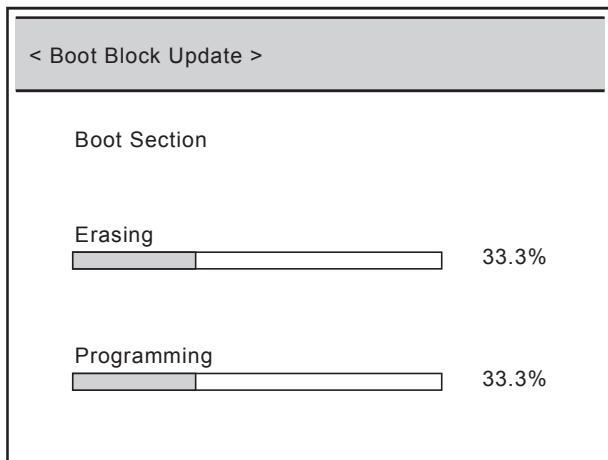 < Boot Block Update >
Boot Section
Erasing
33.3%
Programming
33.3%